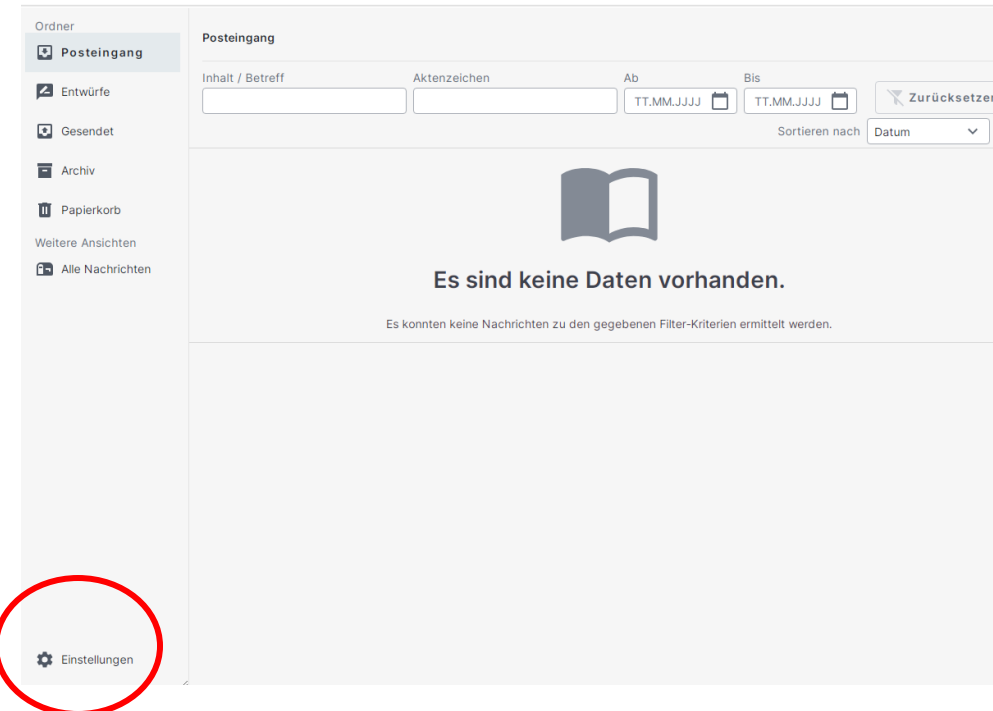 Ordner
Posteingang
Entwürfe
Gesendet
Archiv
Papierkorb
Weitere Ansichten
Alle Nachrichten
Einstellungen
Posteingang
Inhalt / Betreff Aktenzeichen Ab Bis
TT.MM.JJJJ TT.MM.JJJJ Zurücksetzen
Sortieren nach Datum
Es sind keine Daten vorhanden.
Es konnten keine Nachrichten zu den gegebenen Filter-Kriterien ermittelt werden.